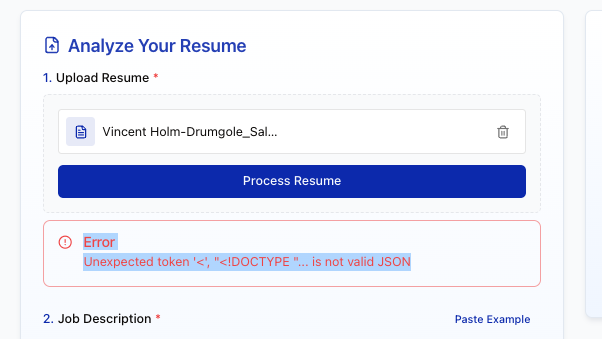 Analyze Your Resume
1. Upload Resume *
Vincent Holm-Drumgole_Sal...
Process Resume
Error
Unexpected token '<', "<!DOCTYPE "... is not valid JSON
2. Job Description *
Paste Example